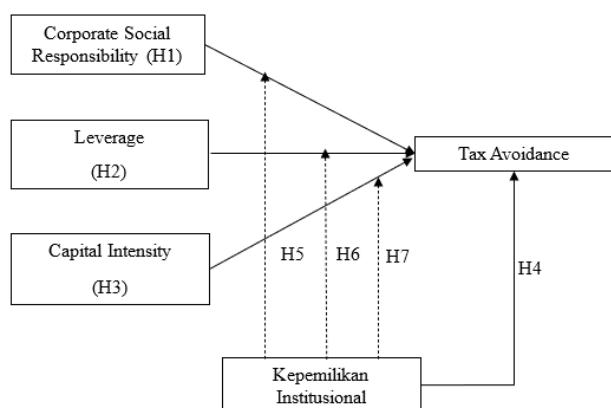 Corporate Social
Responsibility (H1)
Leverage
(H2)
Tax Avoidance
Capital Intensity
(H3)
H5
H6
H7
H4
Kepemilikan
Institusional